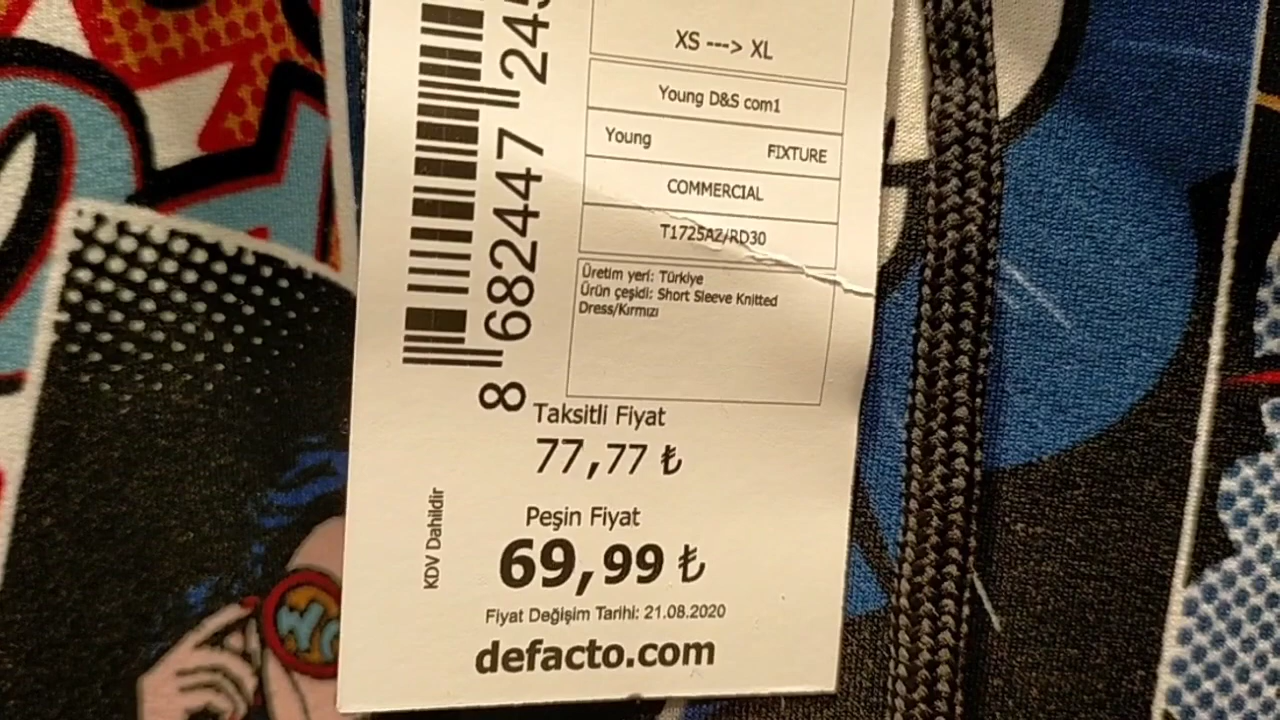 XS ---> XL
Young D&S com1
Young FIXTURE
COMMERCIAL
T1725AZ/RD30
Üretim yeri: Türkiye
Ürün çeşidi: Short Sleeve Knitted
Dress/Kırmızı
8 682447 245
Taksitli Fiyat
77,77 ₺
Peşin Fiyat
69,99 ₺
KDV Dahildir
Fiyat Değişim Tarihi: 21.08.2020
defacto.com